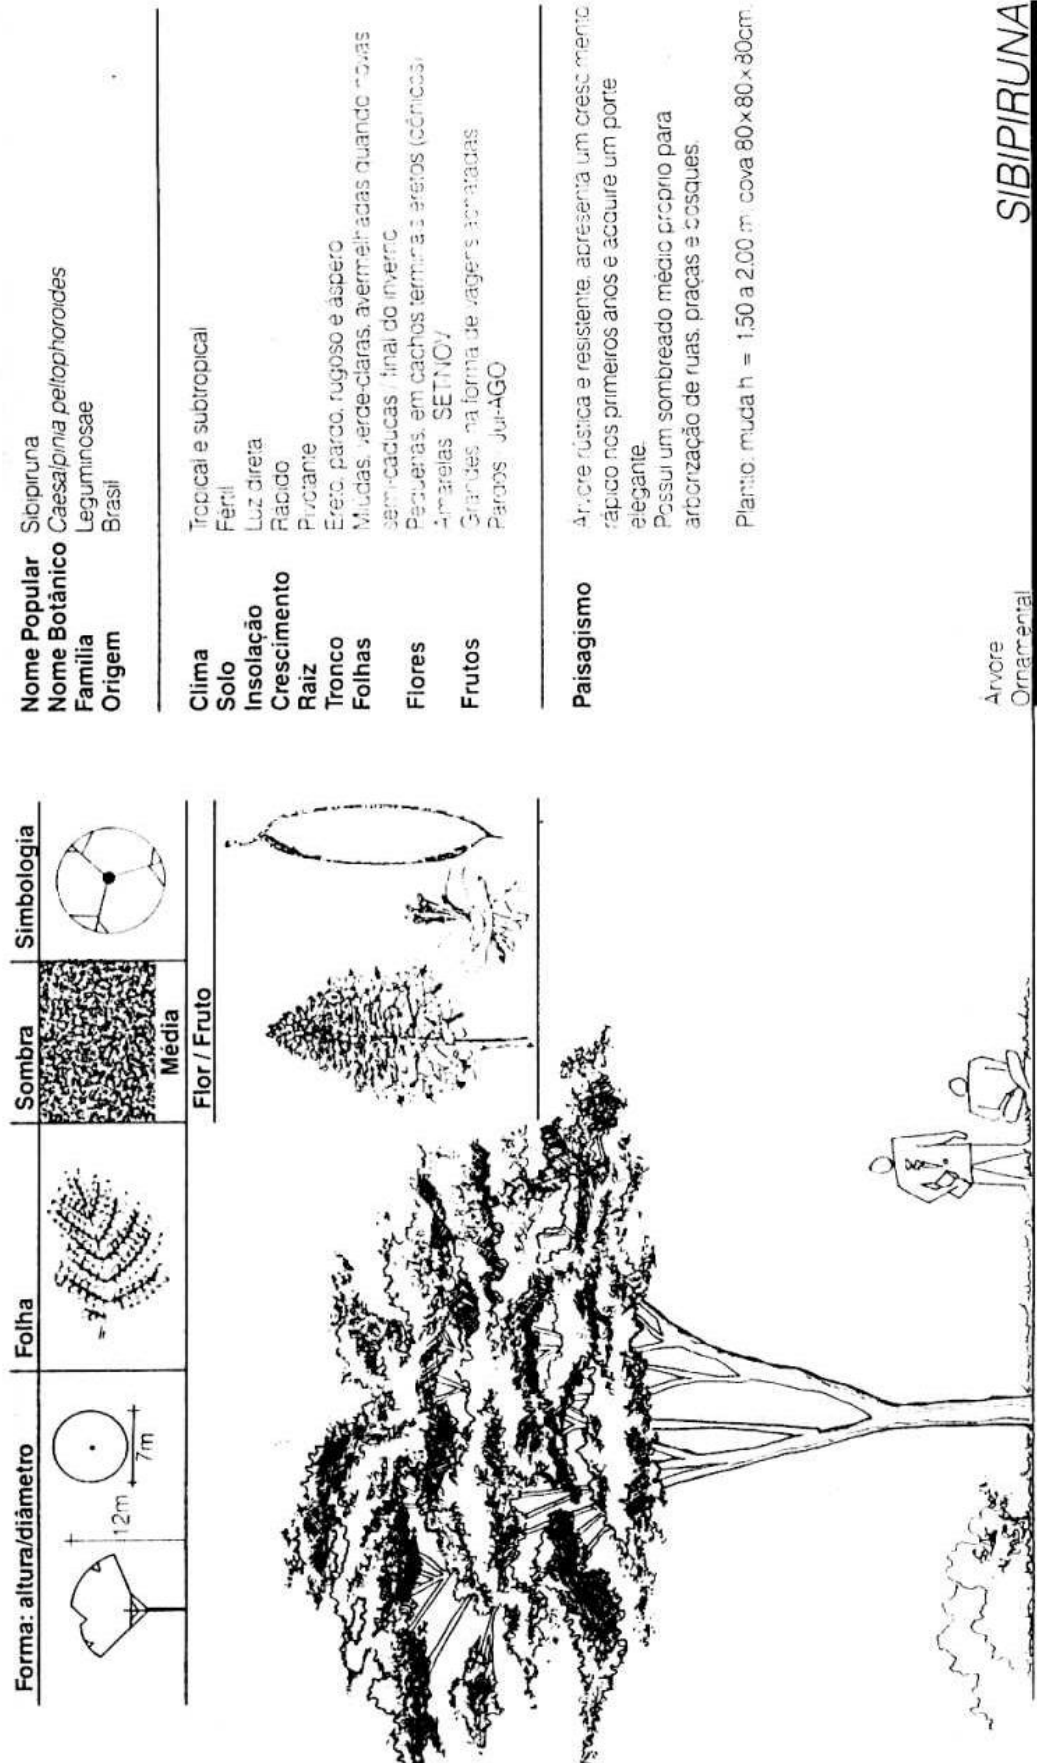 Forma: altura/diâmetro
Folha
Sombra
Simbologia
12m
7m
Média
Flor / Fruto
Nome Popular Sibipiruna
Nome Botânico Caesalpinia peltophoroides
Família Leguminosae
Origem Brasil
Clima Tropical e subtropical
Solo Fértil
Insolação Luz direta
Crescimento Rápido
Raiz Pivotante
Tronco Ereto, pardo, rugoso e áspero
Folhas Miúdas, verde-claras, avermelhadas quando novas
semi-caducas / final do inverno
Flores Pequenas, em cachos terminais eretos (cônicos)
Amarelas SET-NOV
Frutos Grandes, na forma de vagens achatadas
Pardos Jul-AGO
Paisagismo Árvore rústica e resistente, apresenta um crescimento
rápido nos primeiros anos e adquire um porte
elegante.
Possui um sombreado médio próprio para
arborização de ruas, praças e bosques.
Plantio: muda h = 1.50 a 2.00 m cova 80x80x80cm.
Árvore
Ornamental
SIBIPIRUNA